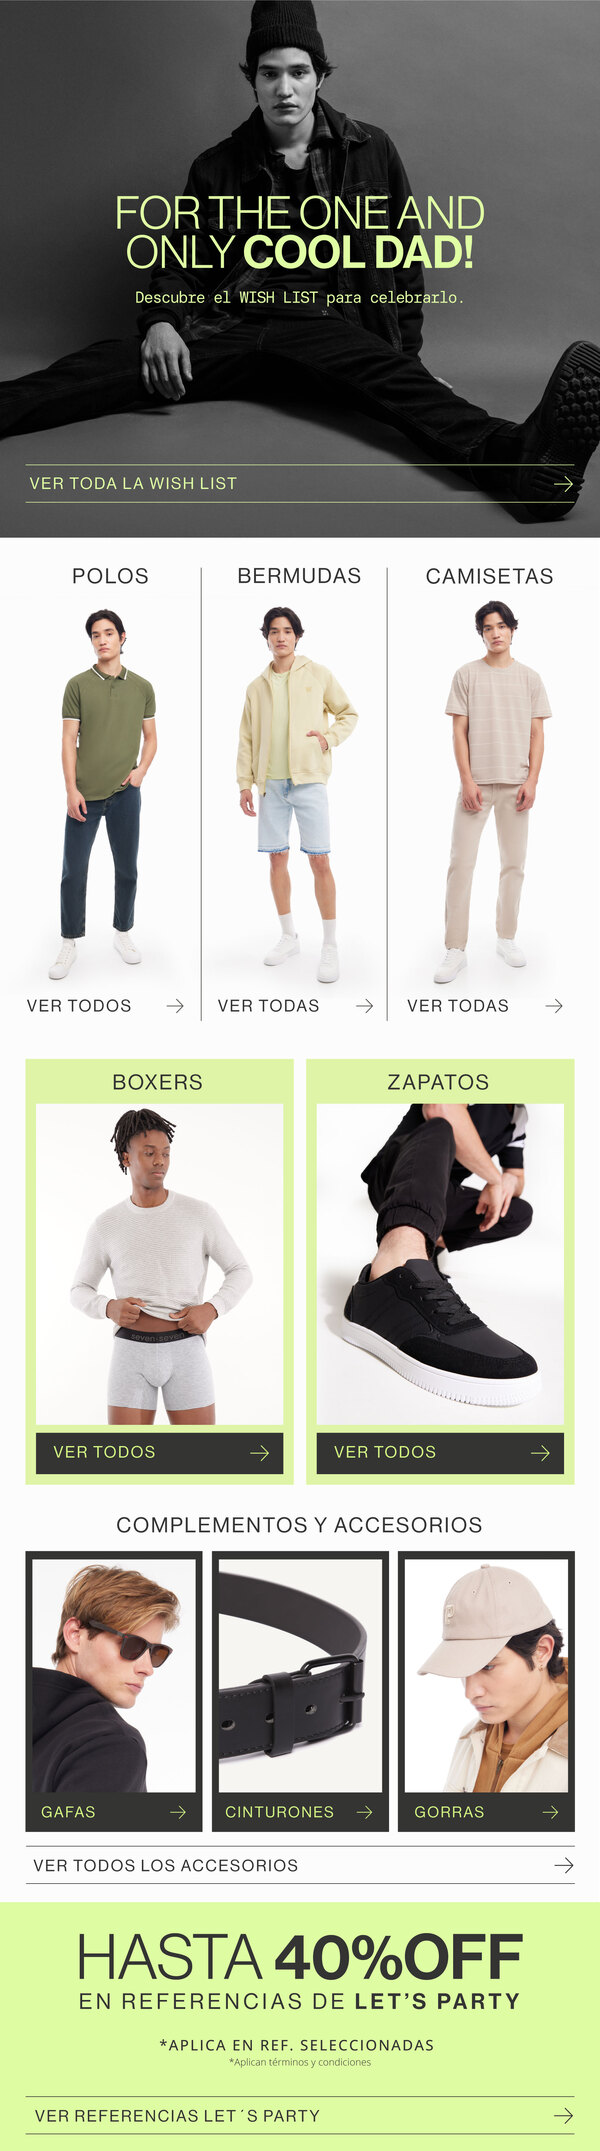 FOR THE ONE AND
ONLY COOL DAD!
Descubre el WISH LIST para celebrarlo.
VER TODA LA WISH LIST
POLOS
BERMUDAS
CAMISETAS
VER TODOS
VER TODAS
VER TODAS
BOXERS
ZAPATOS
seven·seven
VER TODOS
VER TODOS
COMPLEMENTOS Y ACCESORIOS
GAFAS
CINTURONES
GORRAS
VER TODOS LOS ACCESORIOS
HASTA 40%OFF
EN REFERENCIAS DE LET'S PARTY
*APLICA EN REF. SELECCIONADAS
*Aplican términos y condiciones
VER REFERENCIAS LET´S PARTY